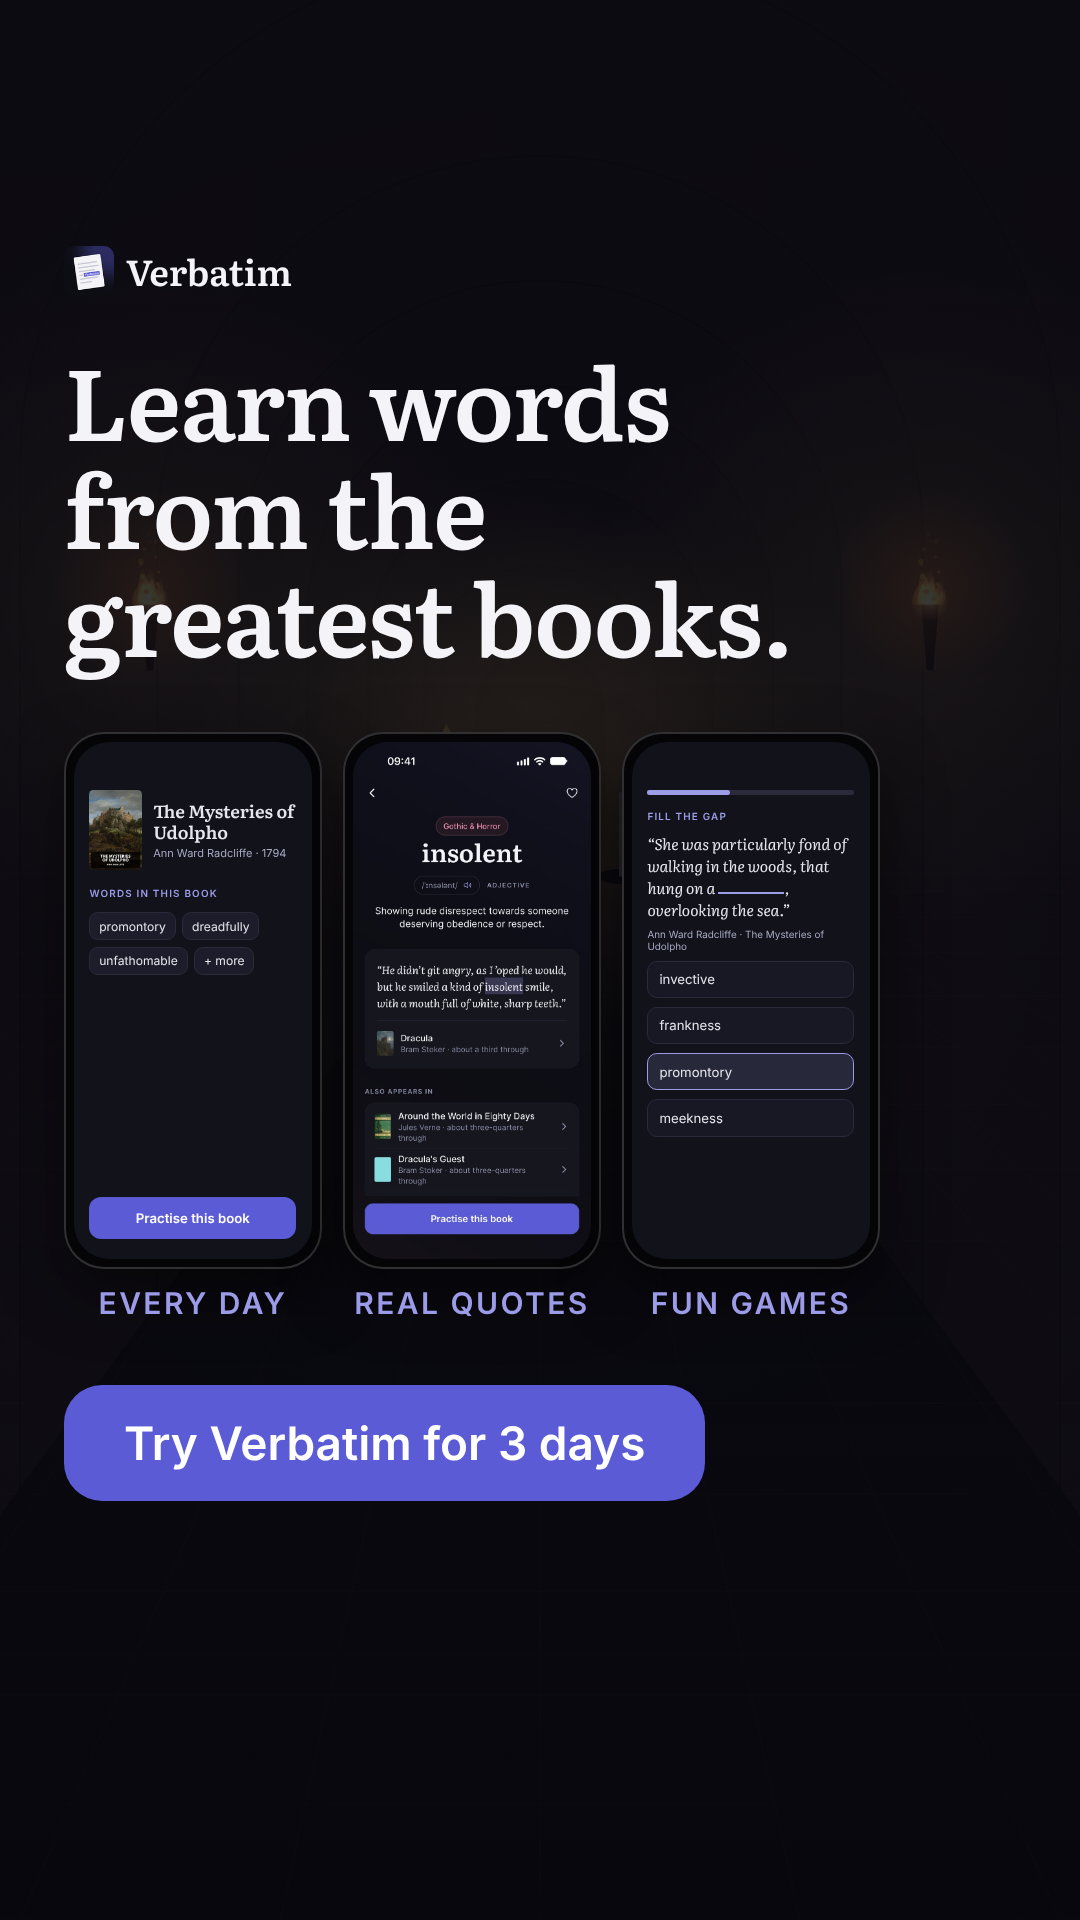 Verbatim
Learn words
from the
greatest books.
The Mysteries of
Udolpho
Ann Ward Radcliffe · 1794
WORDS IN THIS BOOK
promontory
dreadfully
unfathomable
+ more
Practise this book
EVERY DAY
09:41
Gothic & Horror
insolent
/ˈɪnsələnt/
ADJECTIVE
Showing rude disrespect towards someone
deserving obedience or respect.
“He didn’t git angry, as I ’oped he would,
but he smiled a kind of insolent smile,
with a mouth full of white, sharp teeth.”
Dracula
Bram Stoker · about a third through
ALSO APPEARS IN
Around the World in Eighty Days
Jules Verne · about three-quarters
through
Dracula's Guest
Bram Stoker · about three-quarters
through
Practise this book
REAL QUOTES
FILL THE GAP
“She was particularly fond of
walking in the woods, that
hung on a ,
overlooking the sea.”
Ann Ward Radcliffe · The Mysteries of
Udolpho
invective
frankness
promontory
meekness
FUN GAMES
Try Verbatim for 3 days